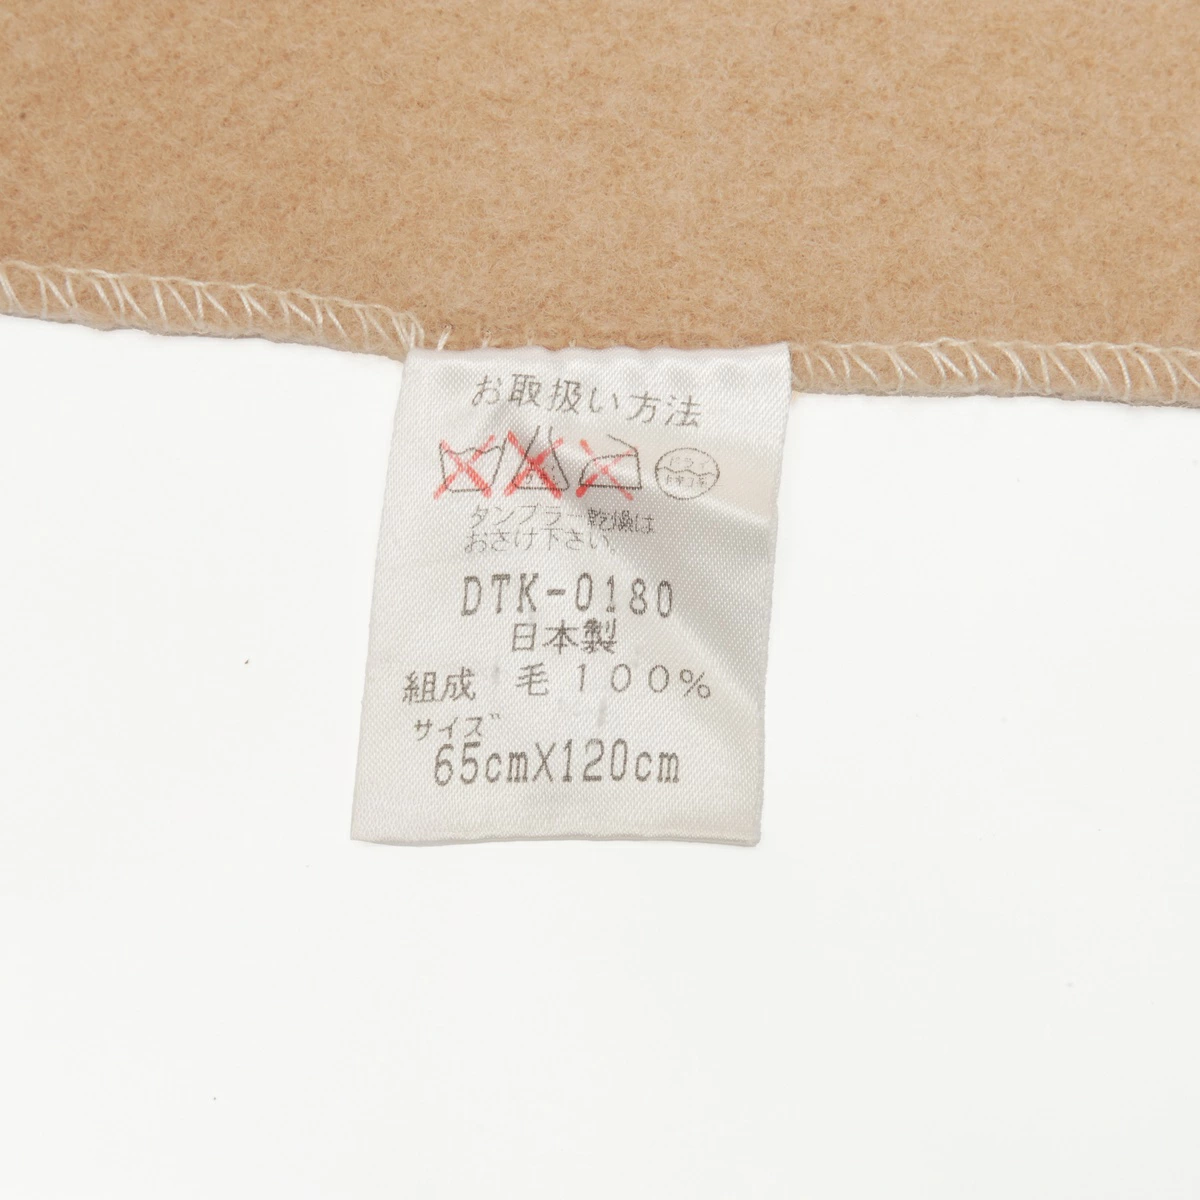 お取扱い方法
タンブラー乾燥は
おさけ下さい。
DTK-0180
日本製
組成 毛100%
サイズ
65cmX120cm